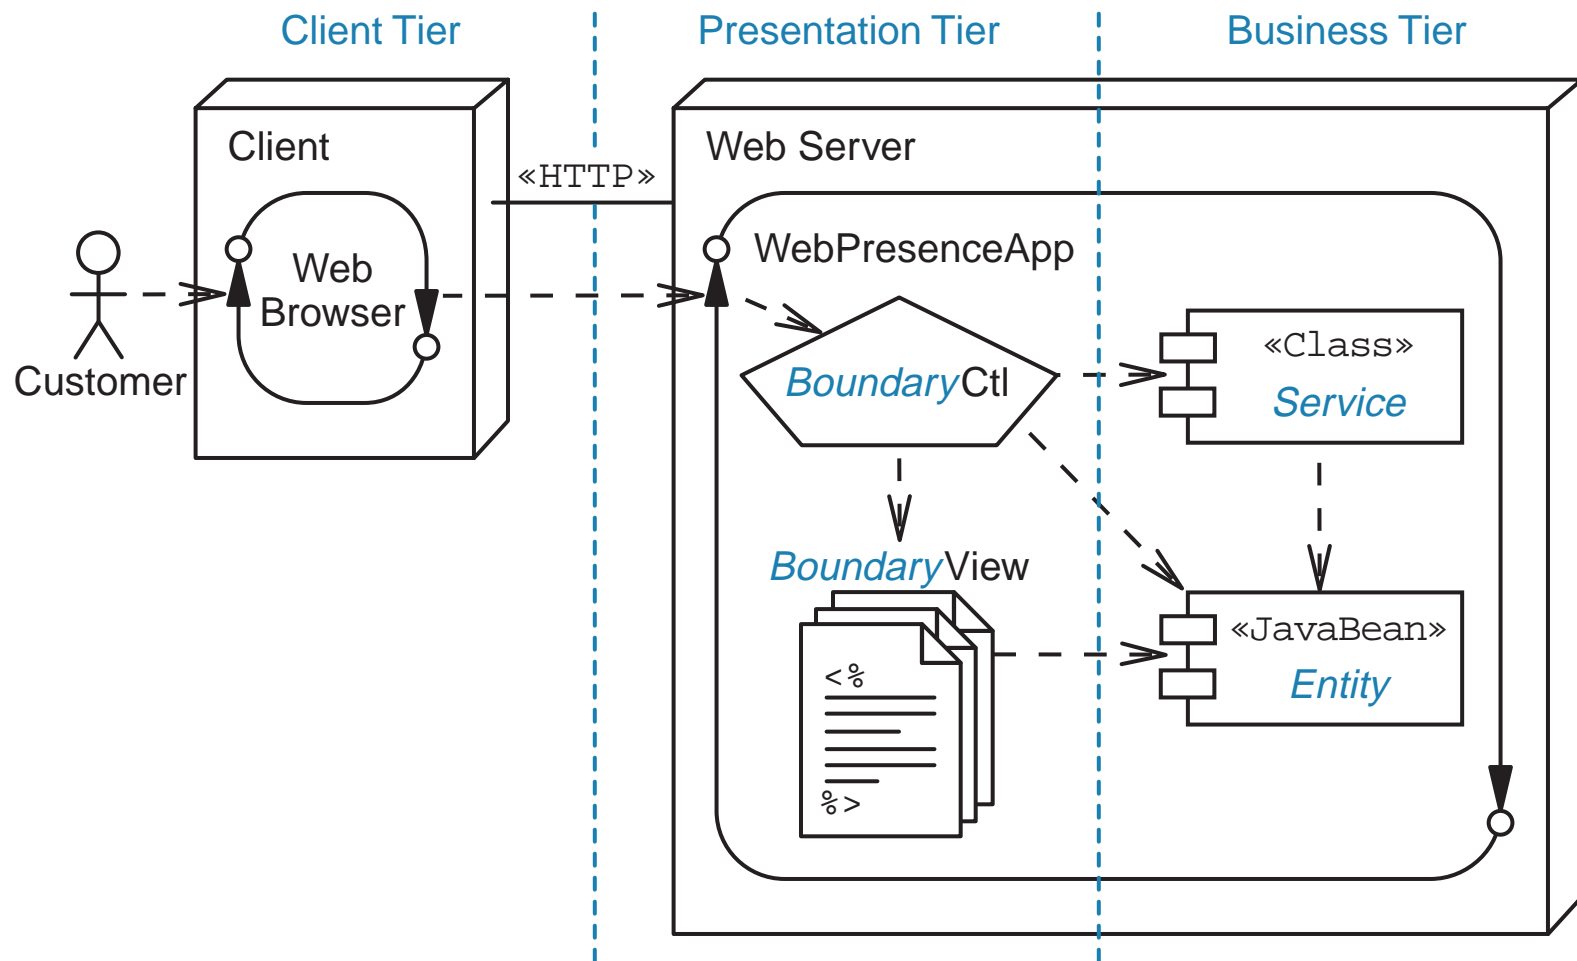 Client Tier
Presentation Tier
Business Tier
Client
«HTTP»
Web Server
Web
Browser
Customer
WebPresenceApp
BoundaryCtl
«Class»
Service
BoundaryView
<%
%>
«JavaBean»
Entity